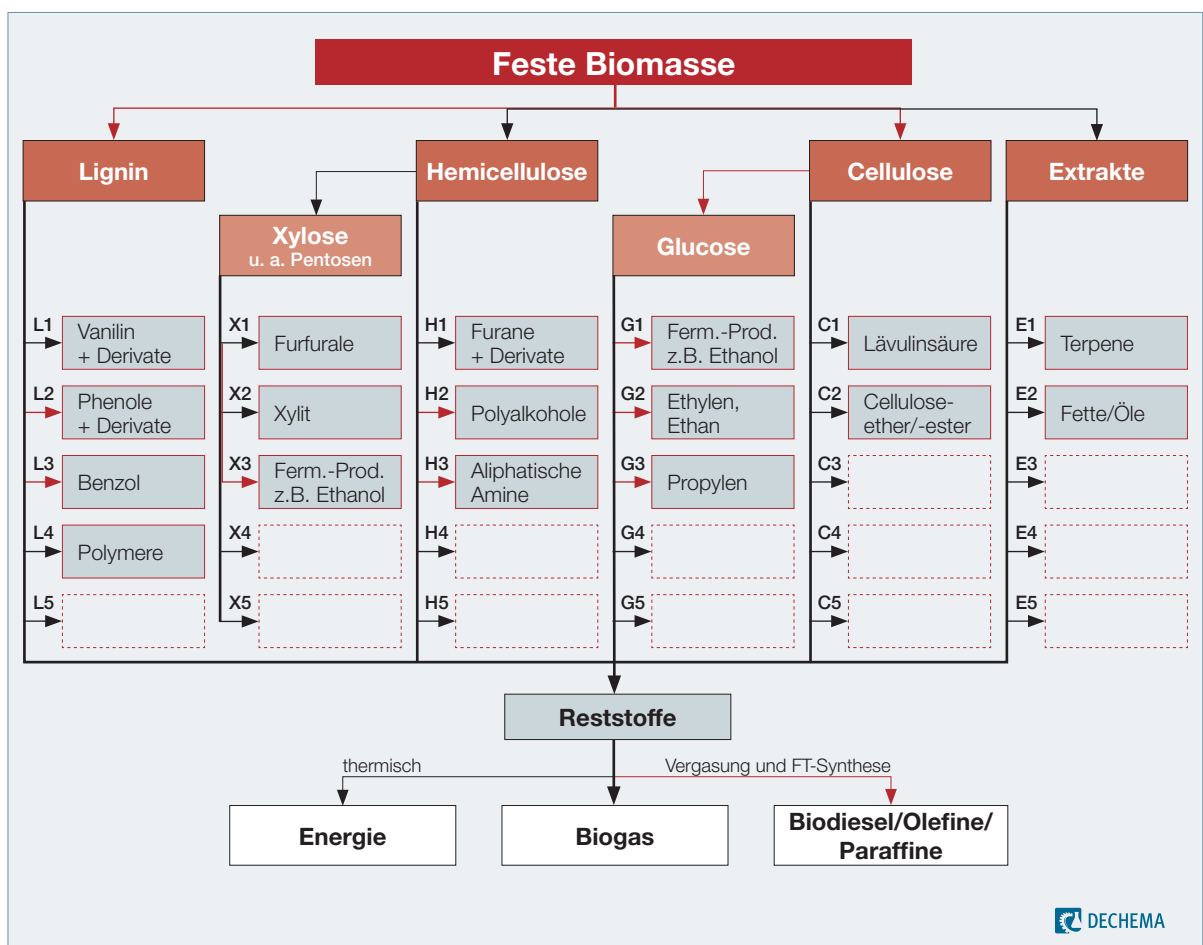 Feste Biomasse
Lignin
Hemicellulose
Cellulose
Extrakte
Xylose
u. a. Pentosen
Glucose
L1
Vanilin
+ Derivate
X1
Furfurale
H1
Furane
+ Derivate
G1
Ferm.-Prod.
z.B. Ethanol
C1
Lävulinsäure
E1
Terpene
L2
Phenole
+ Derivate
X2
Xylit
H2
Polyalkohole
G2
Ethylen,
Ethan
C2
Cellulose-
ether/-ester
E2
Fette/Öle
L3
Benzol
X3
Ferm.-Prod.
z.B. Ethanol
H3
Aliphatische
Amine
G3
Propylen
C3
E3
L4
Polymere
X4
H4
G4
C4
E4
L5
X5
H5
G5
C5
E5
Reststoffe
thermisch
Vergasung und FT-Synthese
Energie
Biogas
Biodiesel/Olefine/
Paraffine
DECHEMA